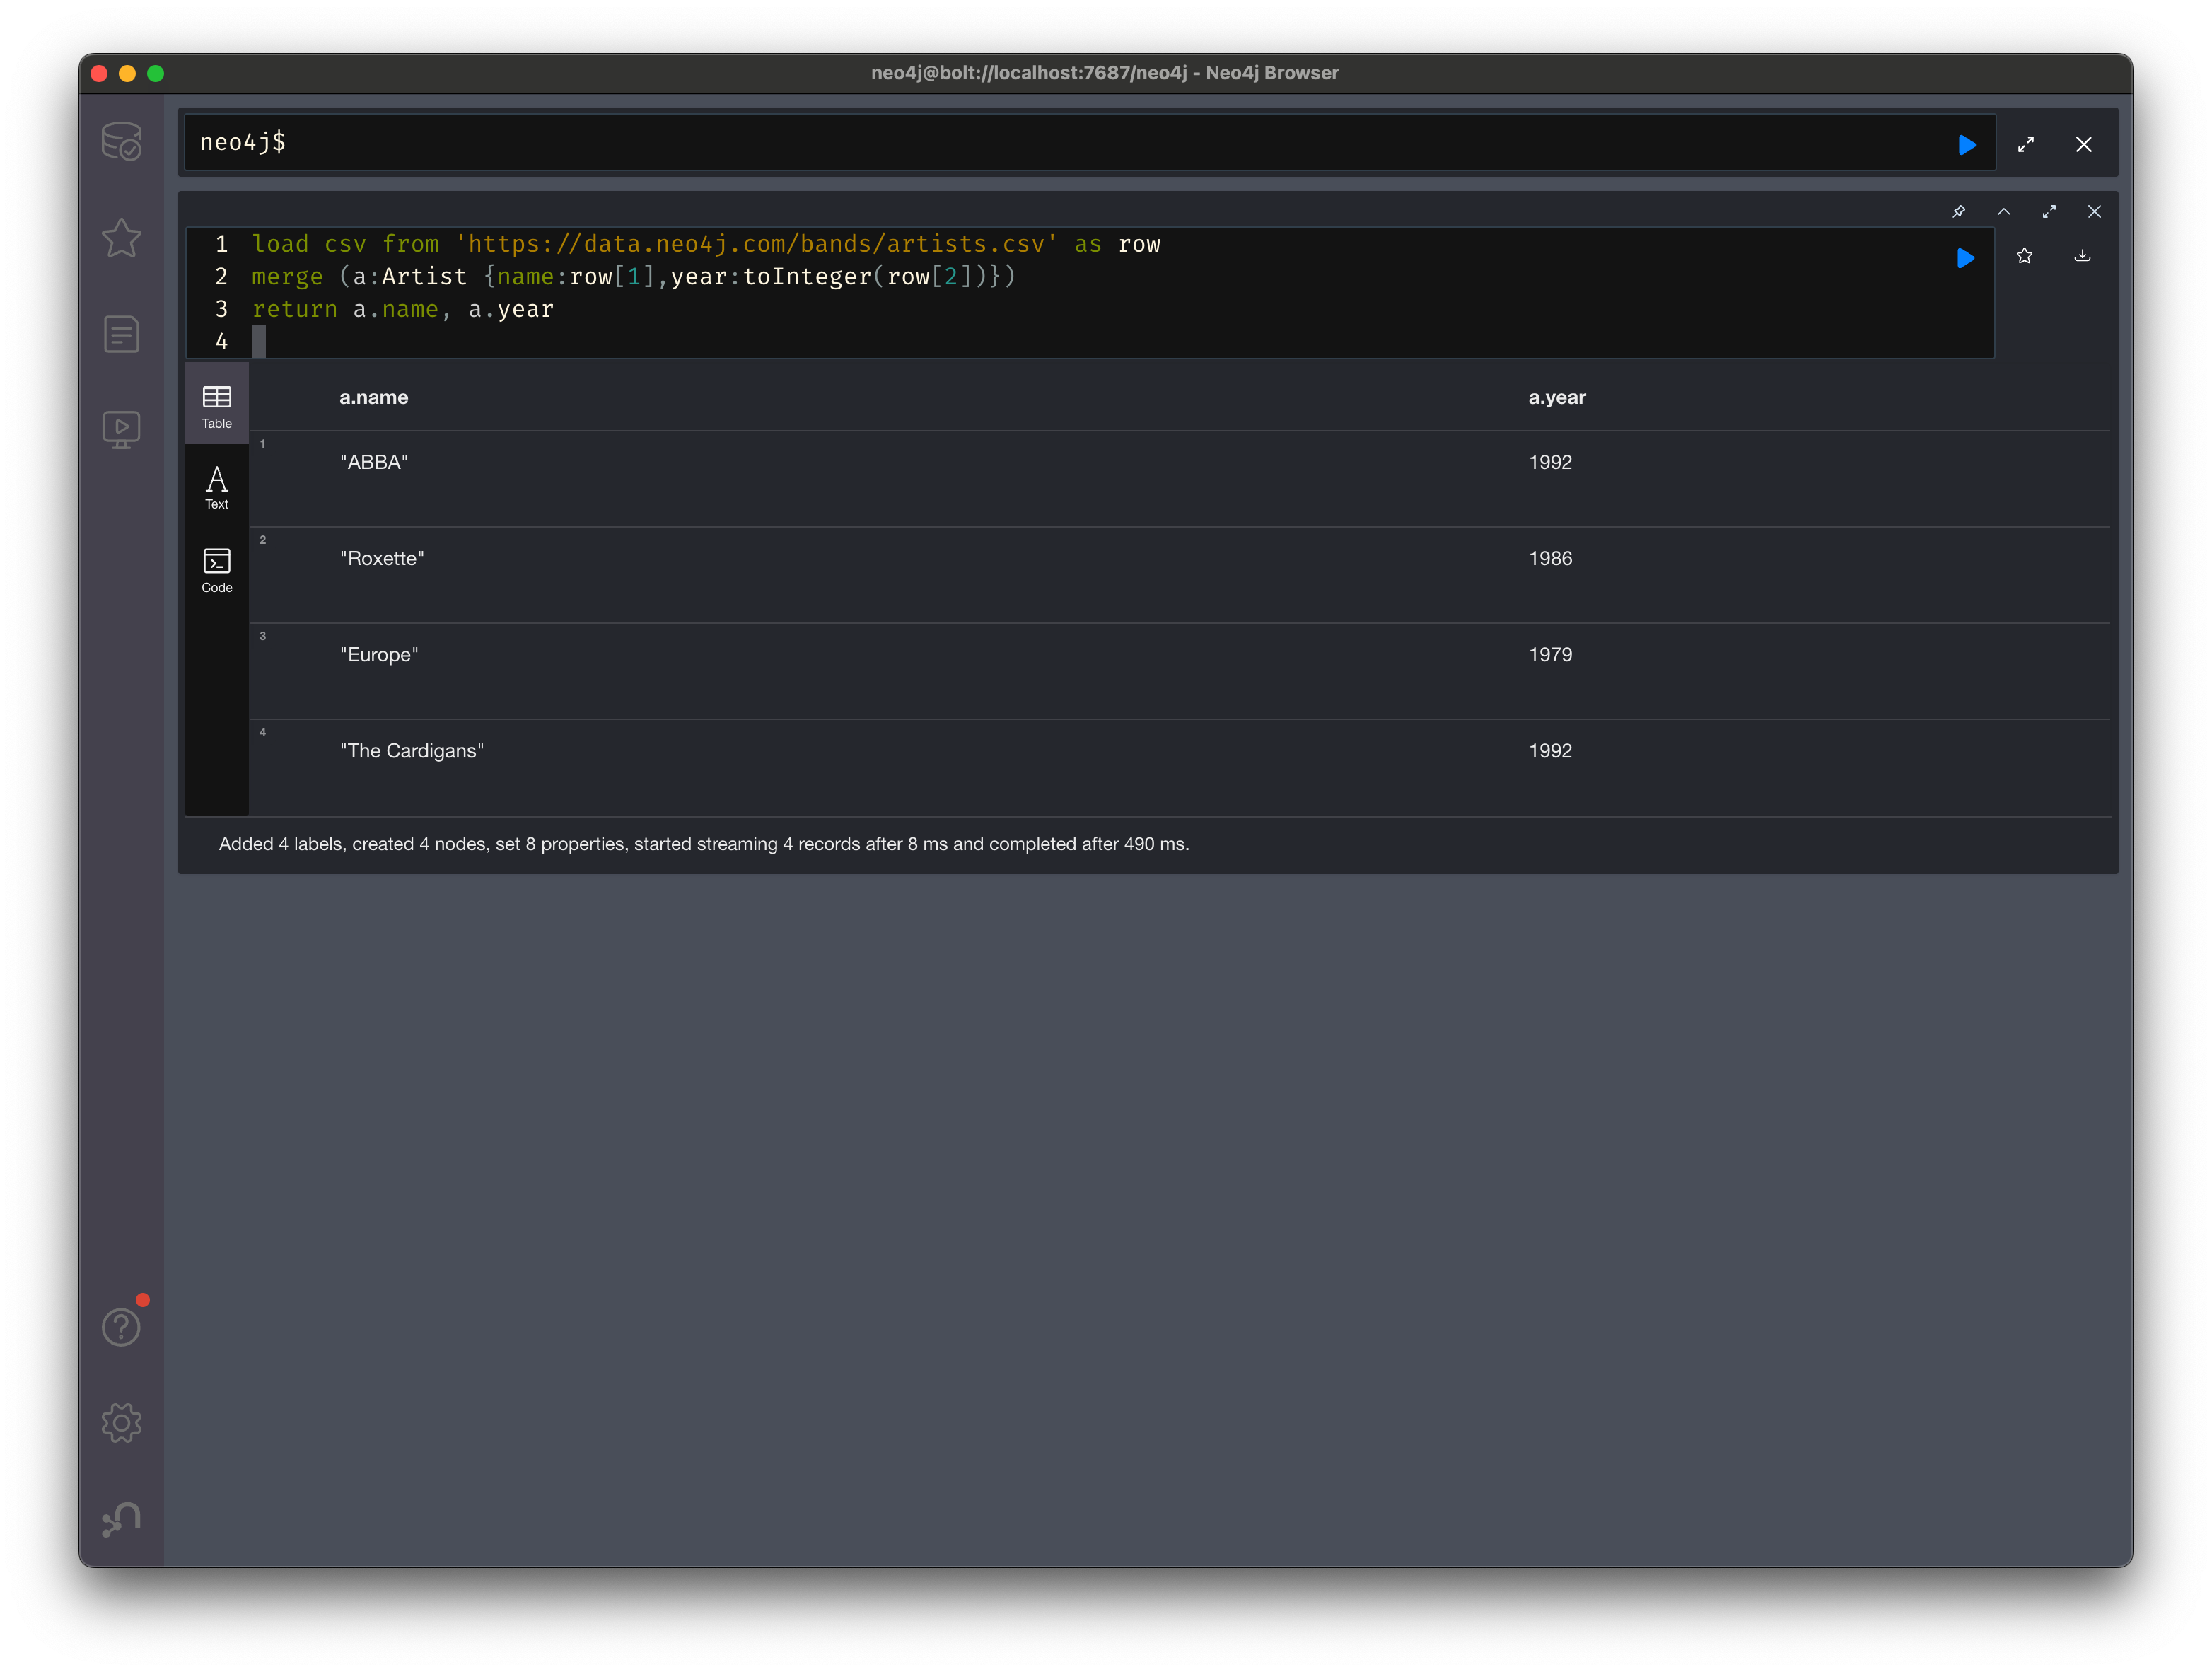 neo4j@bolt://localhost:7687/neo4j - Neo4j Browser
neo4j$
1 load csv from 'https://data.neo4j.com/bands/artists.csv' as row
2 merge (a:Artist {name:row[1],year:toInteger(row[2])})
3 return a.name, a.year
4
Table
Text
Code
a.name a.year
1 "ABBA" 1992
2 "Roxette" 1986
3 "Europe" 1979
4 "The Cardigans" 1992
Added 4 labels, created 4 nodes, set 8 properties, started streaming 4 records after 8 ms and completed after 490 ms.